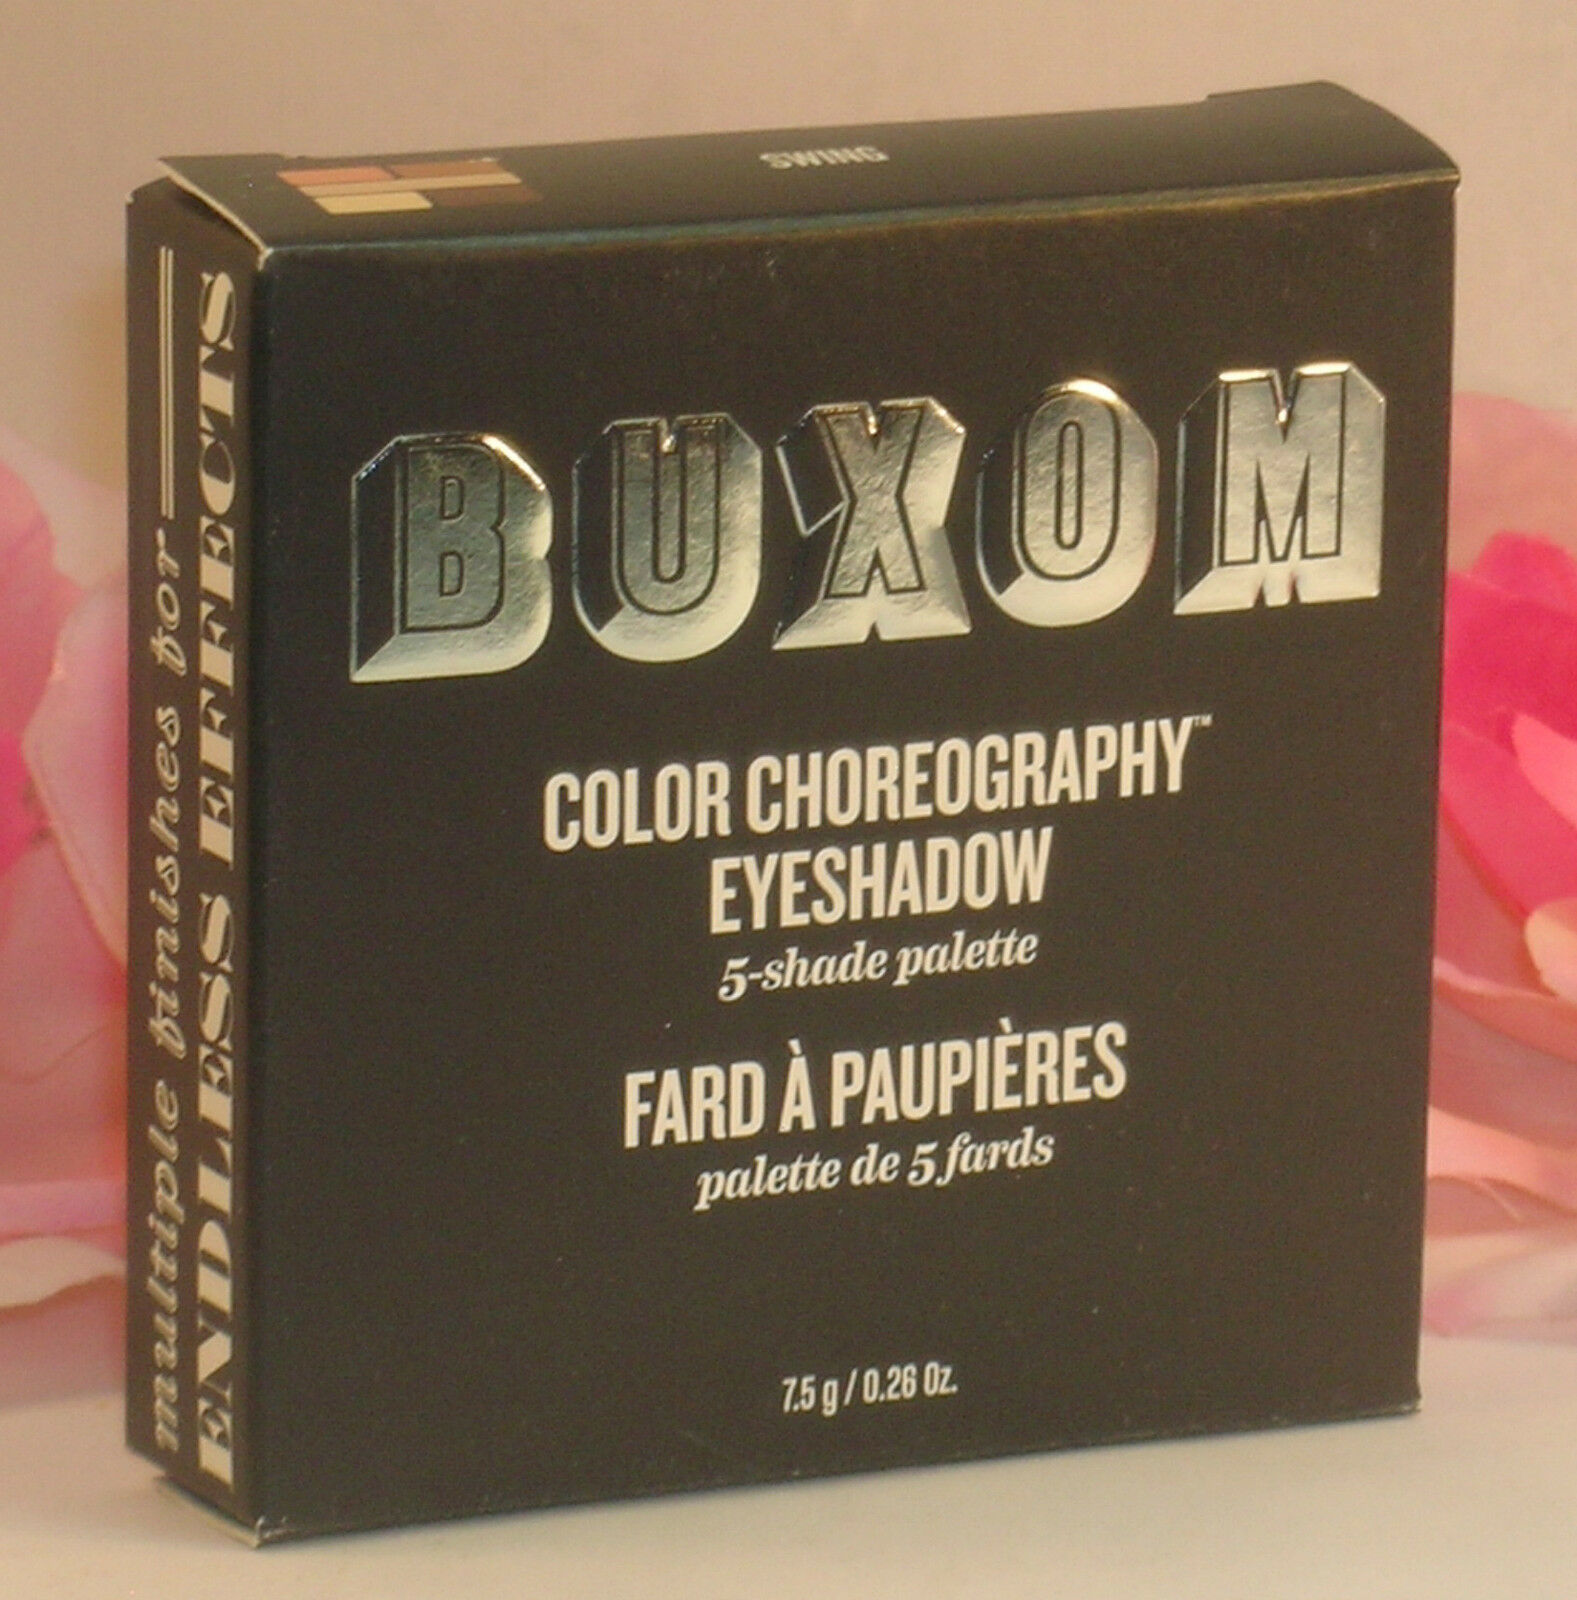 SWING
BUXOM
COLOR CHOREOGRAPHY™
EYESHADOW
5-shade palette
FARD À PAUPIÈRES
palette de 5 fards
7.5 g / 0.26 Oz.
multiple finishes for
ENDLESS EFFECTS